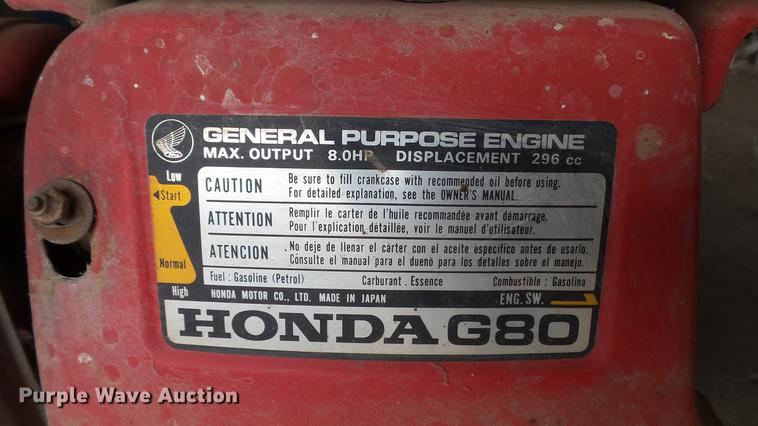 GENERAL PURPOSE ENGINE
MAX. OUTPUT 8.0HP DISPLACEMENT 296 cc
Low
Start
Normal
High
CAUTION Be sure to fill crankcase with recommended oil before using.
For detailed explanation, see the OWNER'S MANUAL.
ATTENTION Remplir le carter de l'huile recommandée avant démarrage.
Pour l'explication détaillée, voir le manuel d'utilisateur.
ATENCION No deje de llenar el cárter con el aceite especifico antes de usarlo.
Consulte el manual para el dueno para los detalles sobre el manejo.
Fuel : Gasoline (Petrol) Carburant . Essence Combustible : Gasolina
HONDA MOTOR CO., LTD. MADE IN JAPAN ENG. SW.
HONDA G80
Purple Wave Auction